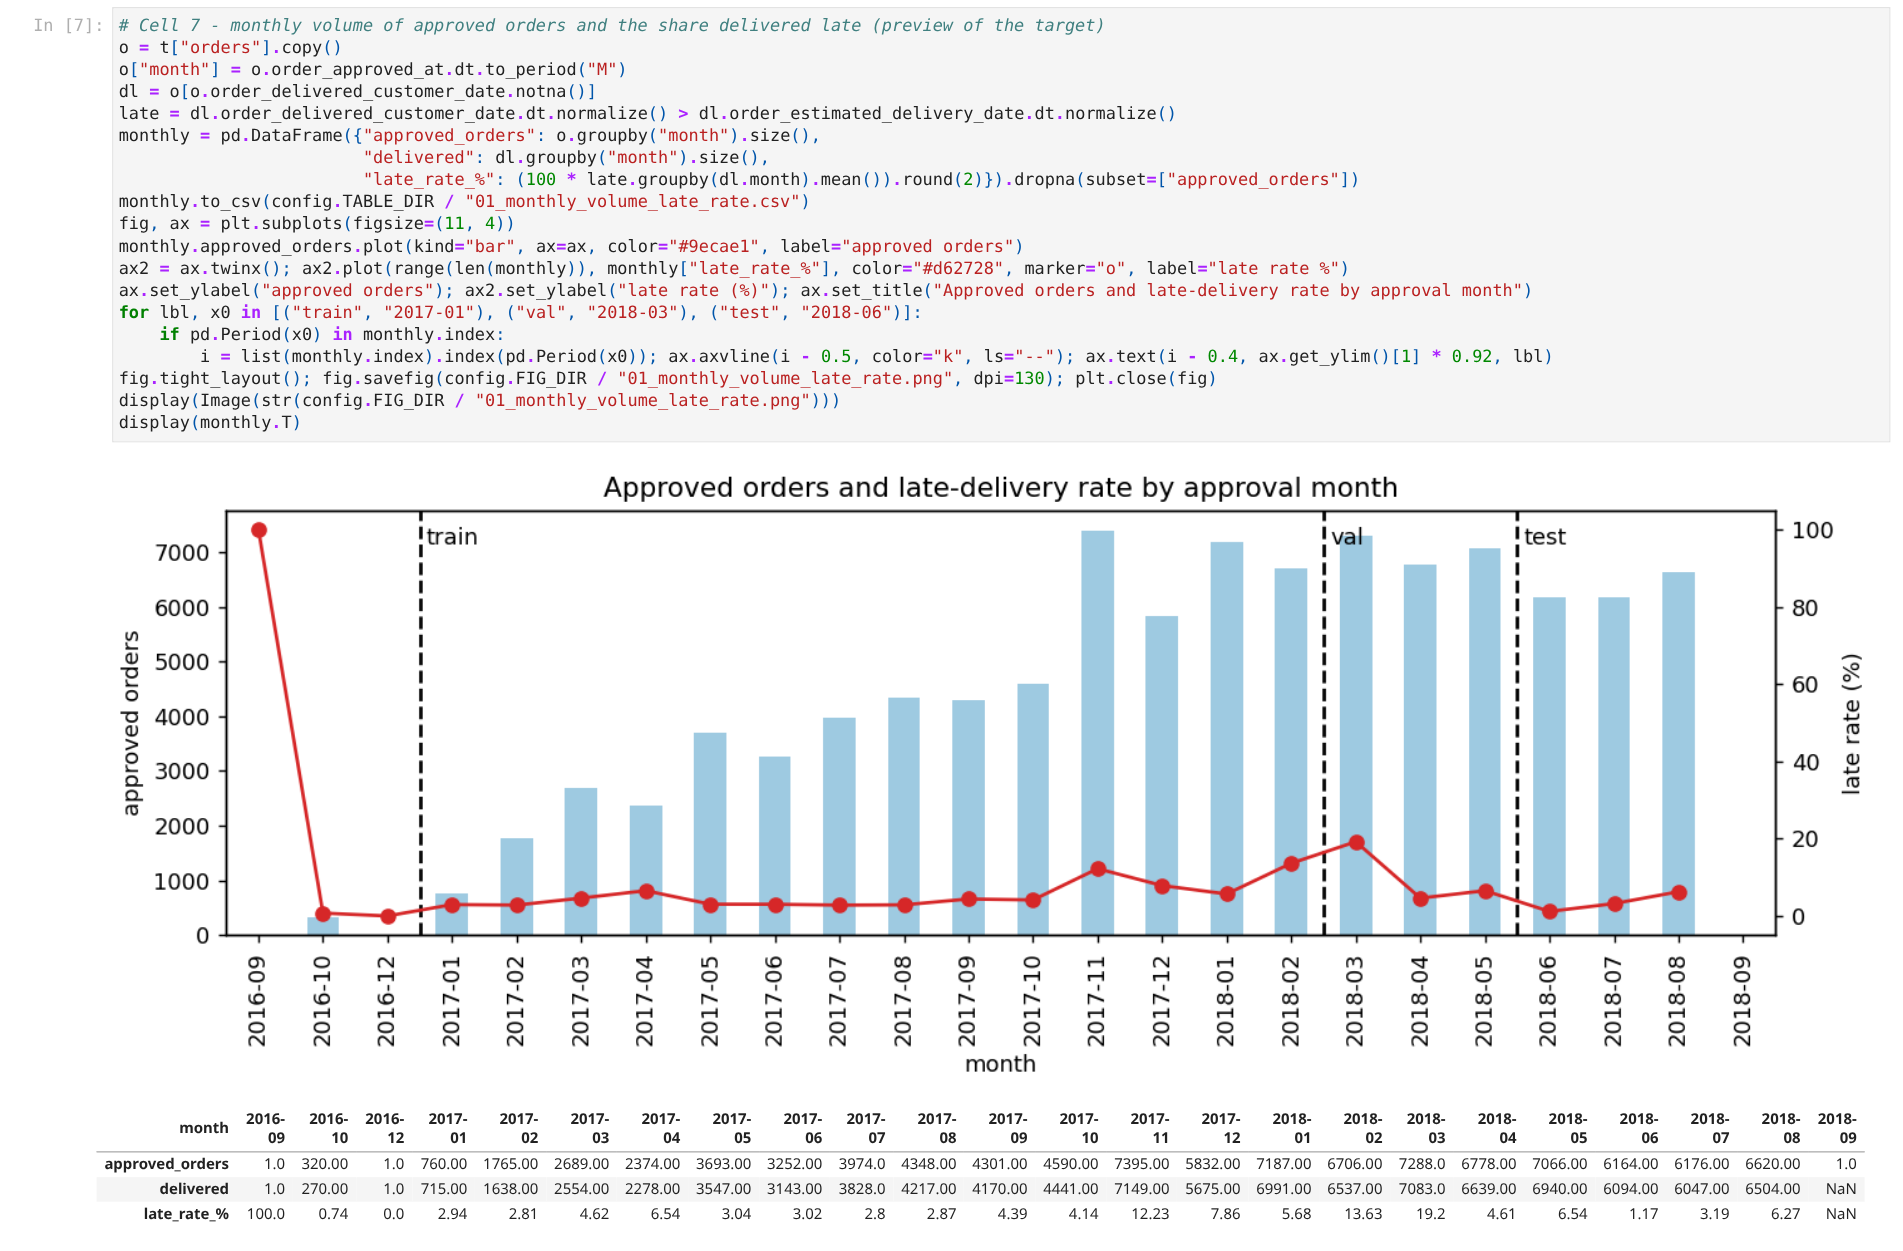 In [7]:
# Cell 7 - monthly volume of approved orders and the share delivered late (preview of the target)
o = t["orders"].copy()
o["month"] = o.order_approved_at.dt.to_period("M")
dl = o[o.order_delivered_customer_date.notna()]
late = dl.order_delivered_customer_date.dt.normalize() > dl.order_estimated_delivery_date.dt.normalize()
monthly = pd.DataFrame({"approved_orders": o.groupby("month").size(),
                        "delivered": dl.groupby("month").size(),
                        "late_rate_%": (100 * late.groupby(dl.month).mean()).round(2)}).dropna(subset=["approved_orders"])
monthly.to_csv(config.TABLE_DIR / "01_monthly_volume_late_rate.csv")
fig, ax = plt.subplots(figsize=(11, 4))
monthly.approved_orders.plot(kind="bar", ax=ax, color="#9ecae1", label="approved orders")
ax2 = ax.twinx(); ax2.plot(range(len(monthly)), monthly["late_rate_%"], color="#d62728", marker="o", label="late rate %")
ax.set_ylabel("approved orders"); ax2.set_ylabel("late rate (%)"); ax.set_title("Approved orders and late-delivery rate by approval month")
for lbl, x0 in [("train", "2017-01"), ("val", "2018-03"), ("test", "2018-06")]:
    if pd.Period(x0) in monthly.index:
        i = list(monthly.index).index(pd.Period(x0)); ax.axvline(i - 0.5, color="k", ls="--"); ax.text(i - 0.4, ax.get_ylim()[1] * 0.92, lbl)
fig.tight_layout(); fig.savefig(config.FIG_DIR / "01_monthly_volume_late_rate.png", dpi=130); plt.close(fig)
display(Image(str(config.FIG_DIR / "01_monthly_volume_late_rate.png")))
display(monthly.T)
Approved orders and late-delivery rate by approval month
train val test
approved orders
7000
6000
5000
4000
3000
2000
1000
0
100
80
60
40
20
0
late rate (%)
2016-09 2016-10 2016-12 2017-01 2017-02 2017-03 2017-04 2017-05 2017-06 2017-07 2017-08 2017-09 2017-10 2017-11 2017-12 2018-01 2018-02 2018-03 2018-04 2018-05 2018-06 2018-07 2018-08 2018-09
month
month 2016-09 2016-10 2016-12 2017-01 2017-02 2017-03 2017-04 2017-05 2017-06 2017-07 2017-08 2017-09 2017-10 2017-11 2017-12 2018-01 2018-02 2018-03 2018-04 2018-05 2018-06 2018-07 2018-08 2018-09
approved_orders 1.0 320.00 1.0 760.00 1765.00 2689.00 2374.00 3693.00 3252.00 3974.0 4348.00 4301.00 4590.00 7395.00 5832.00 7187.00 6706.00 7288.0 6778.00 7066.00 6164.00 6176.00 6620.00 1.0
delivered 1.0 270.00 1.0 715.00 1638.00 2554.00 2278.00 3547.00 3143.00 3828.0 4217.00 4170.00 4441.00 7149.00 5675.00 6991.00 6537.00 7083.0 6639.00 6940.00 6094.00 6047.00 6504.00 NaN
late_rate_% 100.0 0.74 0.0 2.94 2.81 4.62 6.54 3.04 3.02 2.8 2.87 4.39 4.14 12.23 7.86 5.68 13.63 19.2 4.61 6.54 1.17 3.19 6.27 NaN